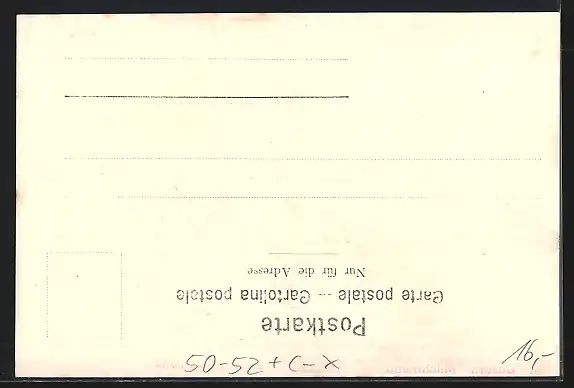 Postkarte
Carte postale — Cartolina postale
Nur für die Adresse
50-52+C-X
16,-